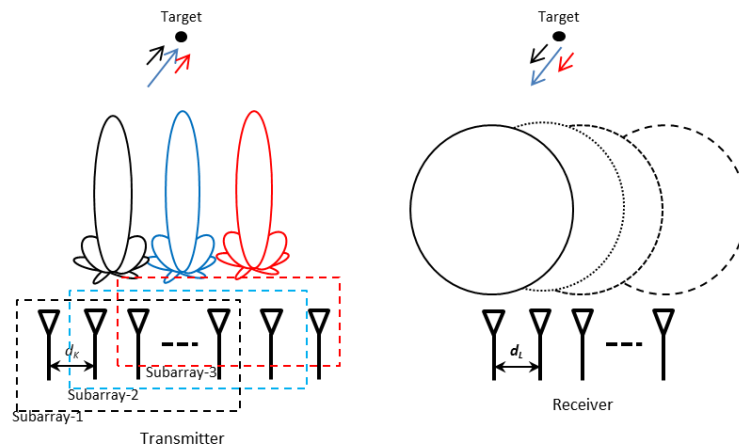 Target
Target
d_K
Subarray-3
Subarray-2
Subarray-1
Transmitter
d_L
Receiver